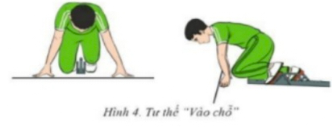 Hình 4. Tư thế "Vào chỗ"